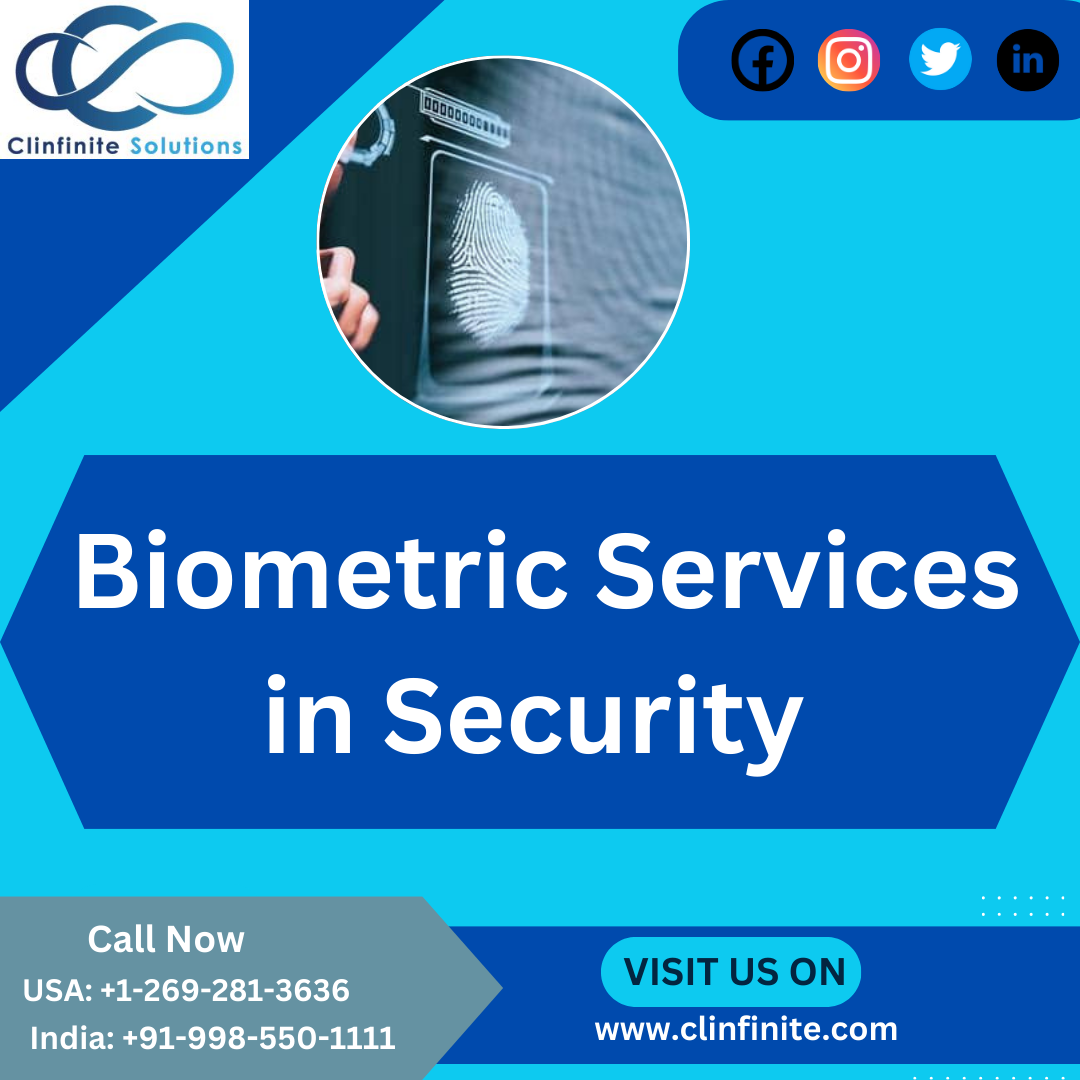 Clinfinite Solutions
Biometric Services
in Security
Call Now
USA: +1-269-281-3636
India: +91-998-550-1111
VISIT US ON
www.clinfinite.com